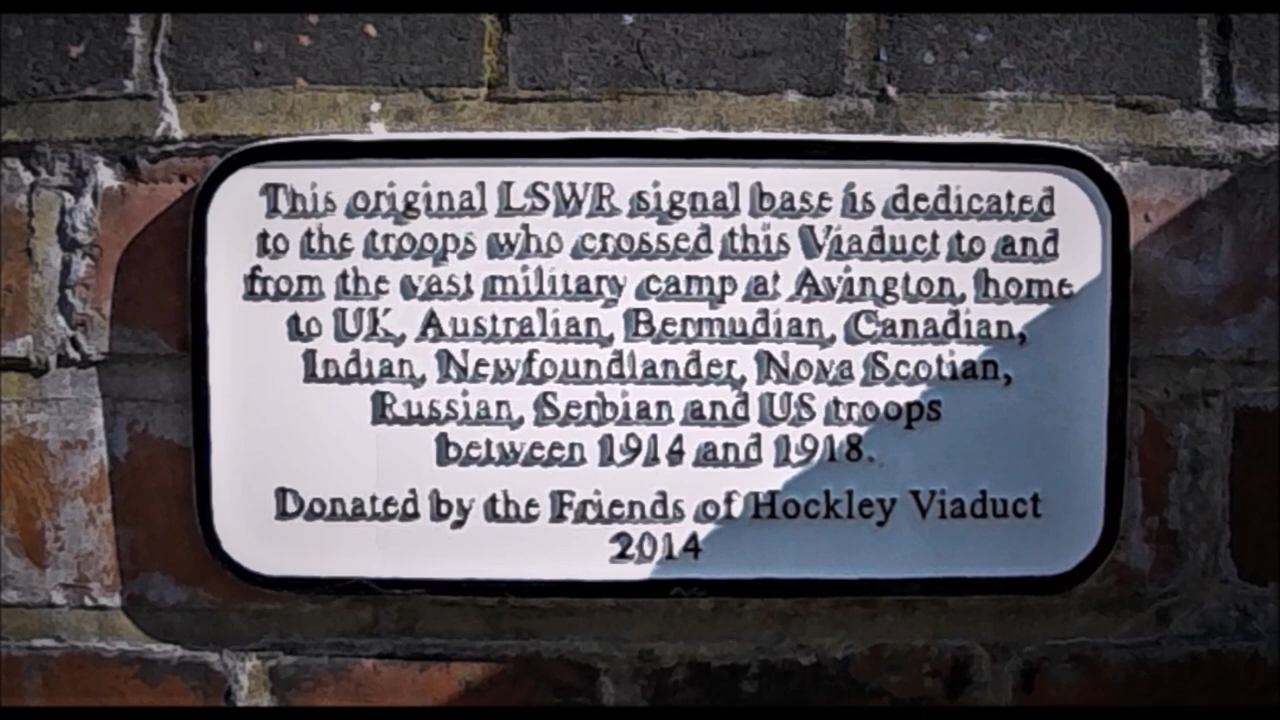 This original LSWR signal base is dedicated
to the troops who crossed this Viaduct to and
from the vast military camp at Avington, home
to UK, Australian, Bermudian, Canadian,
Indian, Newfoundlander, Nova Scotian,
Russian, Serbian and US troops
between 1914 and 1918.
Donated by the Friends of Hockley Viaduct
2014